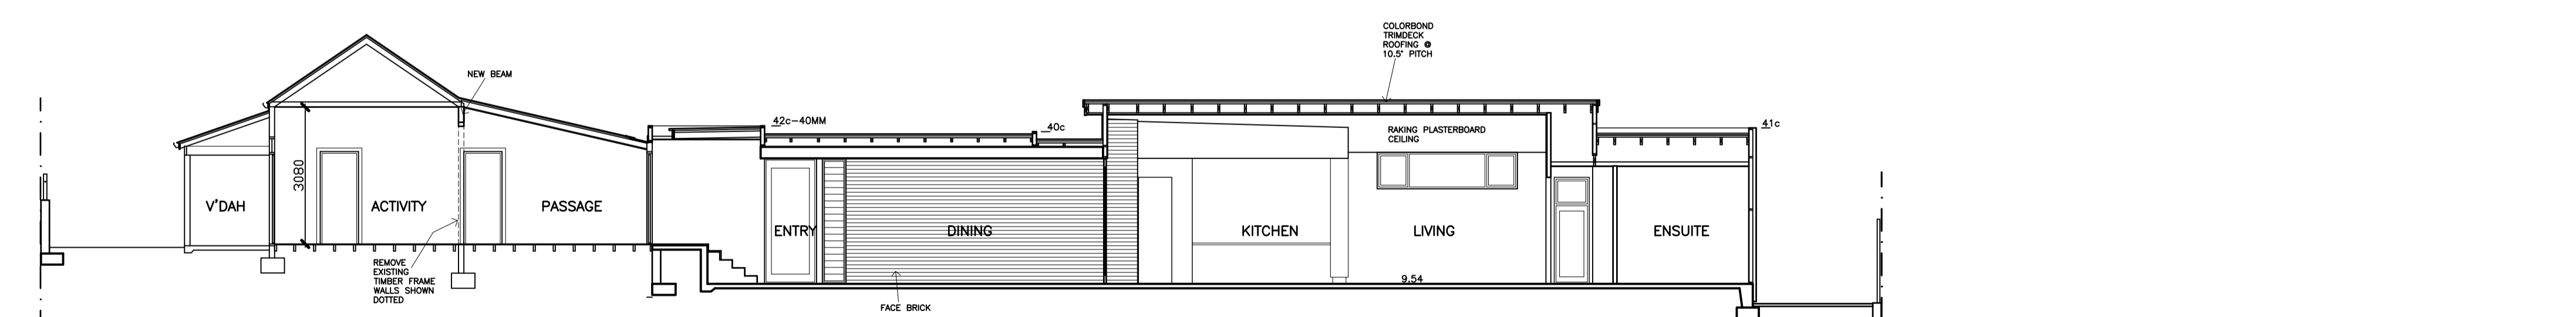 COLORBOND
TRIMDECK
ROOFING @
10.5° PITCH
NEW BEAM
42c-40MM
40c
41c
RAKING PLASTERBOARD
CEILING
3080
V'DAH
ACTIVITY
PASSAGE
ENTRY
DINING
KITCHEN
LIVING
ENSUITE
REMOVE
EXISTING
TIMBER FRAME
WALLS SHOWN
DOTTED
9.54
FACE BRICK